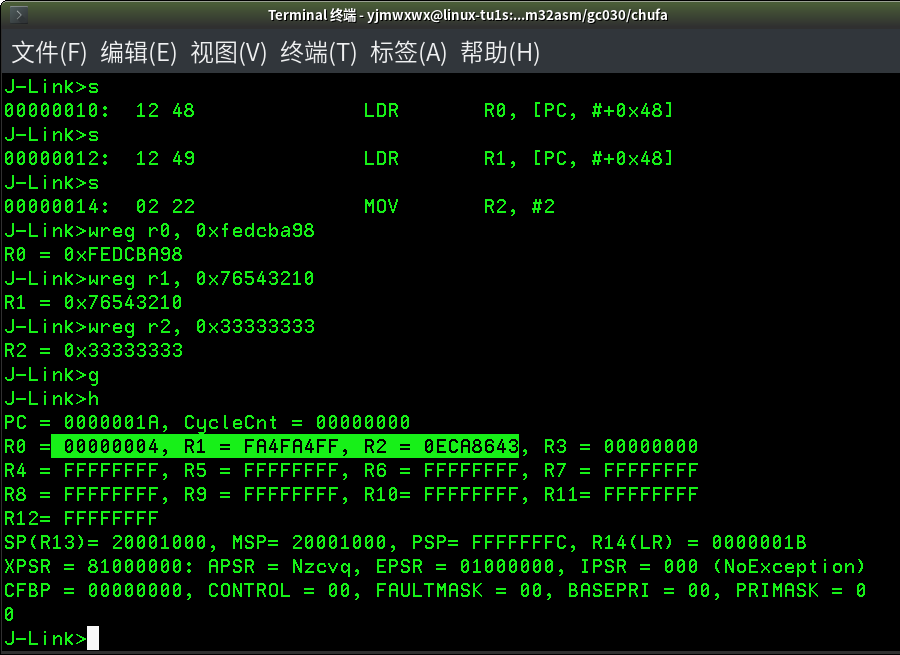 Terminal 终端 - yjmwxwx@linux-tu1s:...m32asm/gc030/chufa
文件(F) 编辑(E) 视图(V) 终端(T) 标签(A) 帮助(H)
J-Link>s
00000010:  12 48              LDR       R0, [PC, #+0x48]
J-Link>s
00000012:  12 49              LDR       R1, [PC, #+0x48]
J-Link>s
00000014:  02 22              MOV       R2, #2
J-Link>wreg r0, 0xfedcba98
R0 = 0xFEDCBA98
J-Link>wreg r1, 0x76543210
R1 = 0x76543210
J-Link>wreg r2, 0x33333333
R2 = 0x33333333
J-Link>g
J-Link>h
PC = 0000001A, CycleCnt = 00000000
R0 = 00000004, R1 = FA4FA4FF, R2 = 0ECA8643, R3 = 00000000
R4 = FFFFFFFF, R5 = FFFFFFFF, R6 = FFFFFFFF, R7 = FFFFFFFF
R8 = FFFFFFFF, R9 = FFFFFFFF, R10= FFFFFFFF, R11= FFFFFFFF
R12= FFFFFFFF
SP(R13)= 20001000, MSP= 20001000, PSP= FFFFFFFC, R14(LR) = 0000001B
XPSR = 81000000: APSR = Nzcvq, EPSR = 01000000, IPSR = 000 (NoException)
CFBP = 00000000, CONTROL = 00, FAULTMASK = 00, BASEPRI = 00, PRIMASK = 0
0
J-Link>